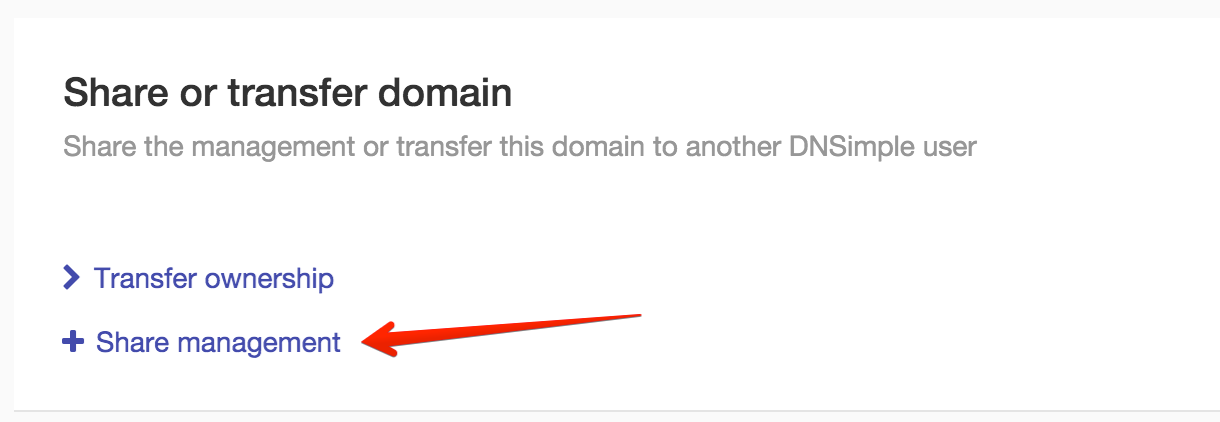 Share or transfer domain
Share the management or transfer this domain to another DNSimple user
Transfer ownership
Share management